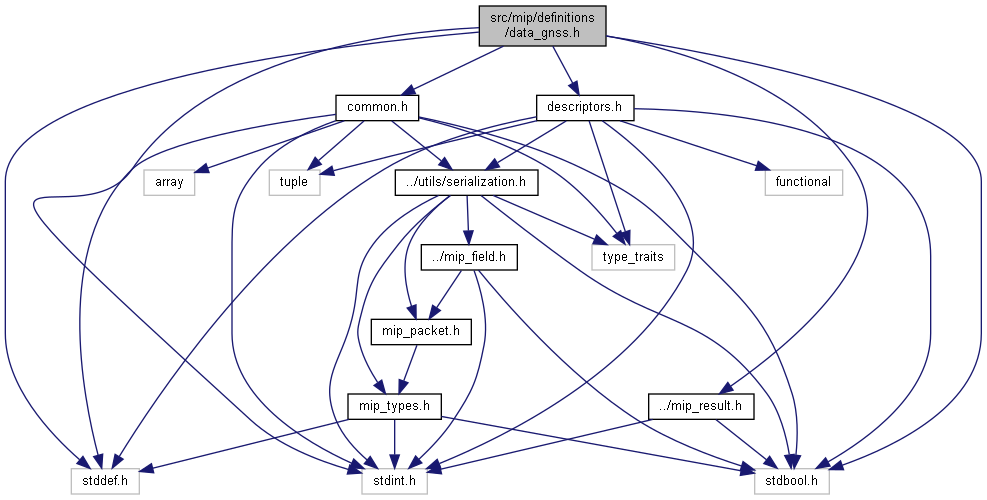 src/mip/definitions
/data_gnss.h
common.h
descriptors.h
array
tuple
../utils/serialization.h
functional
../mip_field.h
type_traits
mip_packet.h
mip_types.h
../mip_result.h
stddef.h
stdint.h
stdbool.h